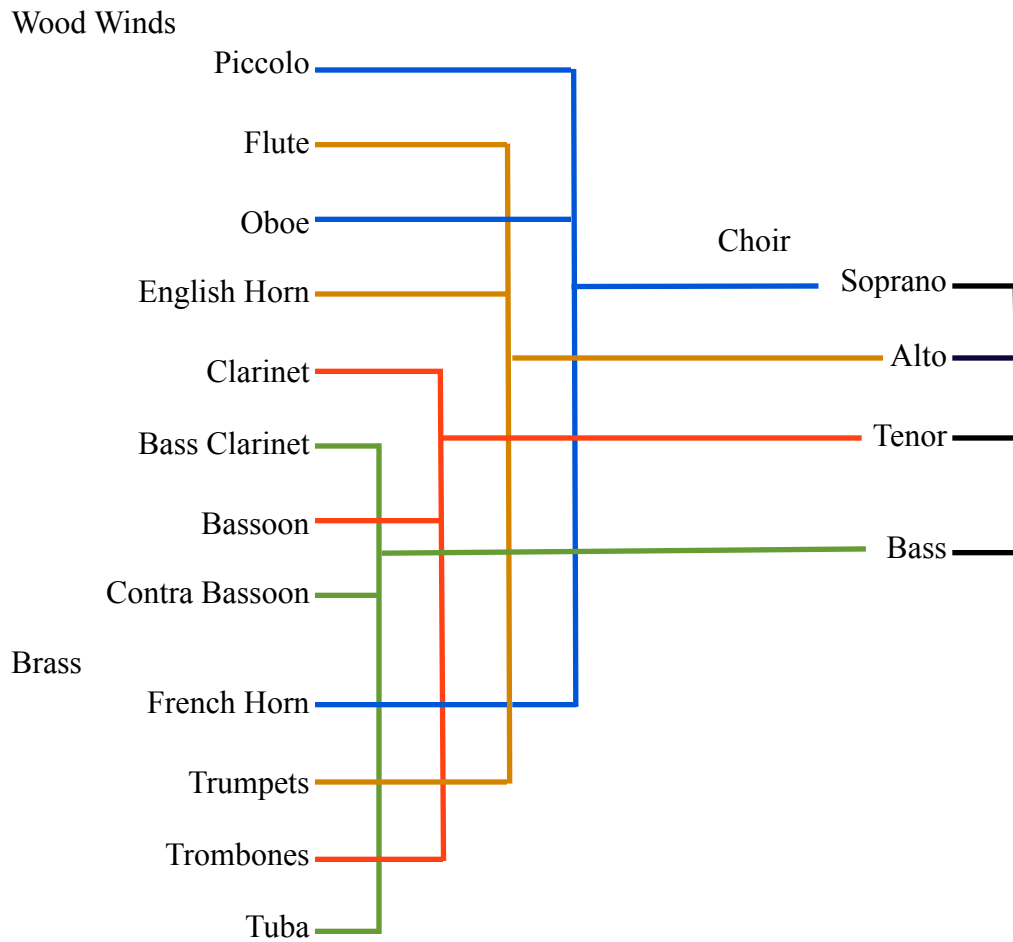 Wood Winds
Piccolo
Flute
Oboe
English Horn
Clarinet
Bass Clarinet
Bassoon
Contra Bassoon
Brass
French Horn
Trumpets
Trombones
Tuba
Choir
Soprano
Alto
Tenor
Bass